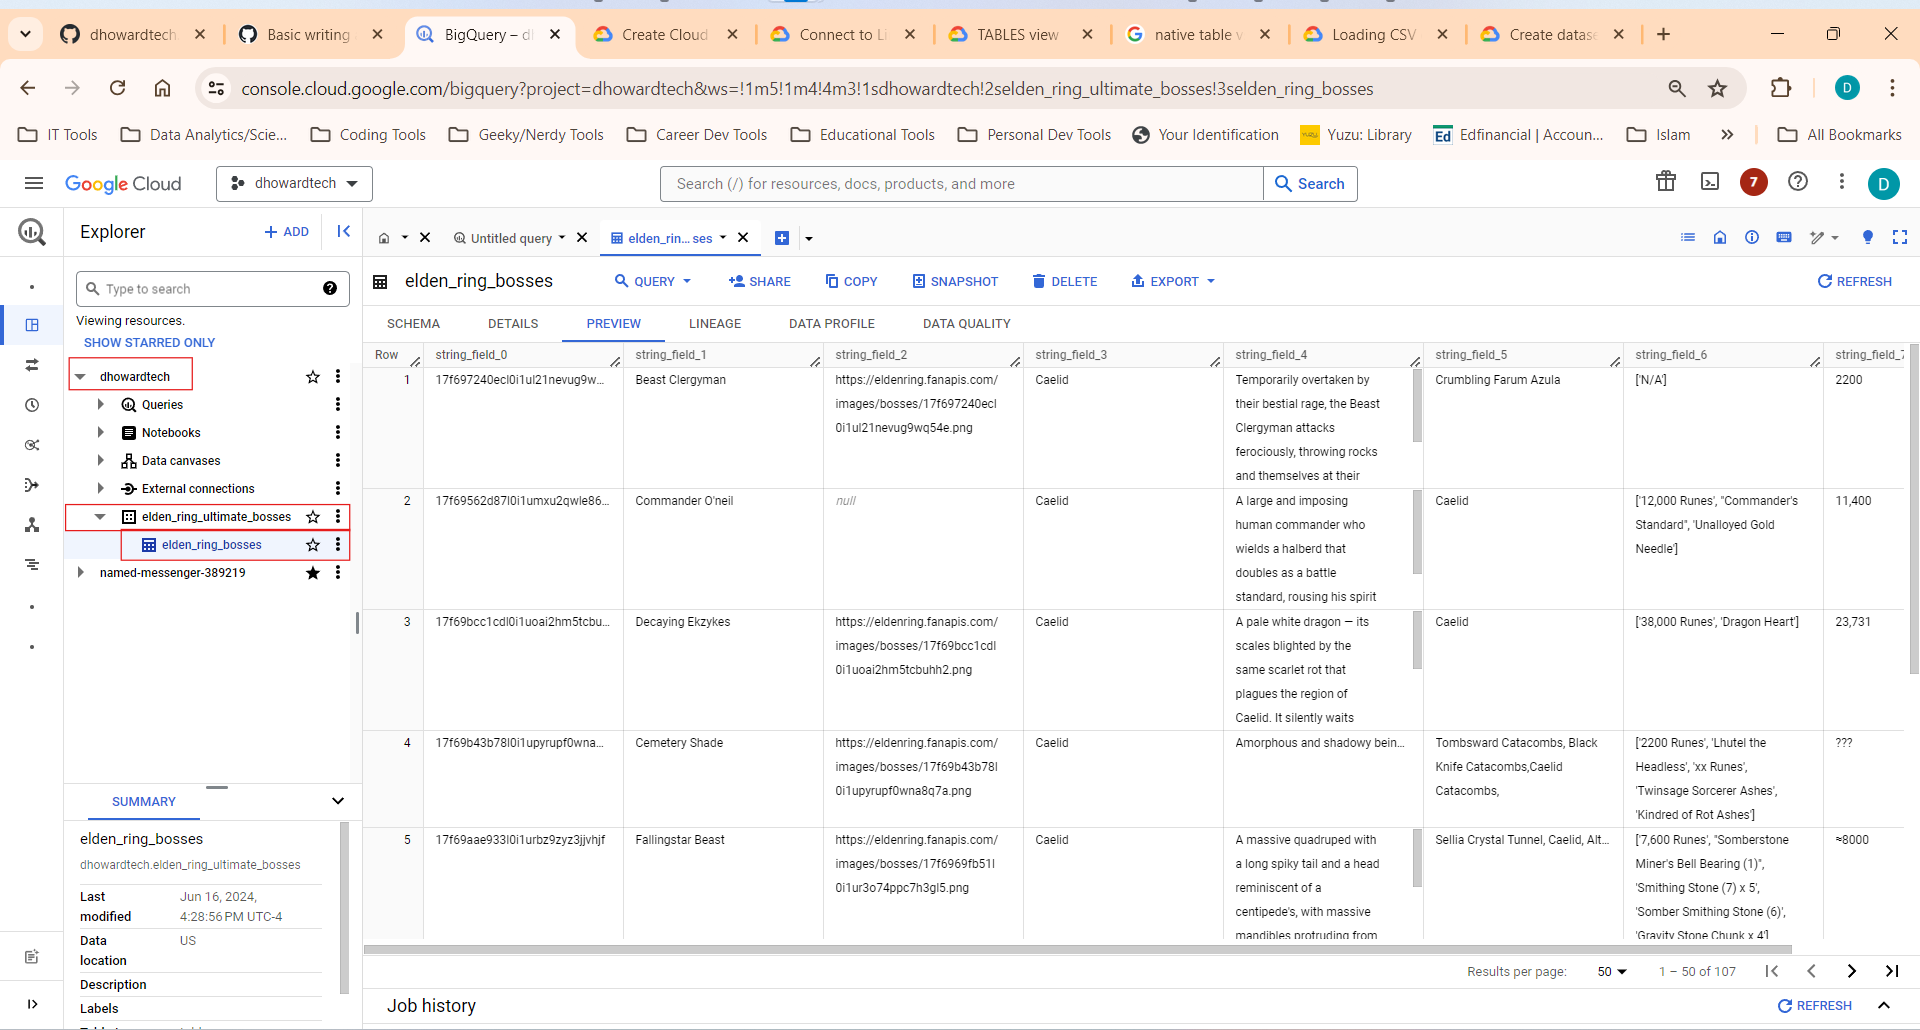 dhowardtech
Basic writing
BigQuery – dh
Create Cloud
Connect to Li
TABLES view
native table v
Loading CSV
Create datase
console.cloud.google.com/bigquery?project=dhowardtech&ws=!1m5!1m4!4m3!1sdhowardtech!2selden_ring_ultimate_bosses!3selden_ring_bosses
D
IT Tools
Data Analytics/Scie...
Coding Tools
Geeky/Nerdy Tools
Career Dev Tools
Educational Tools
Personal Dev Tools
Your Identification
Yuzu: Library
Ed Edfinancial | Accoun...
Islam
All Bookmarks
Google Cloud
dhowardtech
Search (/) for resources, docs, products, and more
Search
7
D
Explorer
+ ADD
Untitled query
elden_rin... ses
Type to search
Viewing resources.
SHOW STARRED ONLY
dhowardtech
Queries
Notebooks
Data canvases
External connections
elden_ring_ultimate_bosses
elden_ring_bosses
named-messenger-389219
SUMMARY
elden_ring_bosses
dhowardtech.elden_ring_ultimate_bosses
Last modified Jun 16, 2024, 4:28:56 PM UTC-4
Data location US
Description
Labels
elden_ring_bosses
QUERY
SHARE
COPY
SNAPSHOT
DELETE
EXPORT
REFRESH
SCHEMA
DETAILS
PREVIEW
LINEAGE
DATA PROFILE
DATA QUALITY
Row string_field_0 string_field_1 string_field_2 string_field_3 string_field_4 string_field_5 string_field_6 string_field_7
1
17f697240ecl0i1ul21nevug9w...
Beast Clergyman
https://eldenring.fanapis.com/
images/bosses/17f697240ecl
0i1ul21nevug9wq54e.png
Caelid
Temporarily overtaken by
their bestial rage, the Beast
Clergyman attacks
ferociously, throwing rocks
and themselves at their
Crumbling Farum Azula
['N/A']
2200
2
17f69562d87l0i1umxu2qwle86...
Commander O'neil
null
Caelid
A large and imposing
human commander who
wields a halberd that
doubles as a battle
standard, rousing his spirit
Caelid
['12,000 Runes', "Commander's
Standard", 'Unalloyed Gold
Needle']
11,400
3
17f69bcc1cdl0i1uoai2hm5tcbu...
Decaying Ekzykes
https://eldenring.fanapis.com/
images/bosses/17f69bcc1cdl
0i1uoai2hm5tcbuhh2.png
Caelid
A pale white dragon — its
scales blighted by the
same scarlet rot that
plagues the region of
Caelid. It silently waits
Caelid
['38,000 Runes', 'Dragon Heart']
23,731
4
17f69b43b78l0i1upyrupf0wna...
Cemetery Shade
https://eldenring.fanapis.com/
images/bosses/17f69b43b78l
0i1upyrupf0wna8q7a.png
Caelid
Amorphous and shadowy bein...
Tombsward Catacombs, Black
Knife Catacombs,Caelid
Catacombs,
['2200 Runes', 'Lhutel the
Headless', 'xx Runes',
'Twinsage Sorcerer Ashes',
'Kindred of Rot Ashes']
???
5
17f69aae933l0i1urbz9zyz3jjvhjf
Fallingstar Beast
https://eldenring.fanapis.com/
images/bosses/17f6969fb51l
0i1ur3o74ppc7h3gl5.png
Caelid
A massive quadruped with
a long spiky tail and a head
reminiscent of a
centipede's, with massive
mandibles protruding from
Sellia Crystal Tunnel, Caelid, Alt...
['7,600 Runes', "Somberstone
Miner's Bell Bearing (1)",
'Smithing Stone (7) x 5',
'Somber Smithing Stone (6)',
'Gravity Stone Chunk x 4']
≈8000
Results per page: 50 1 – 50 of 107
Job history
REFRESH